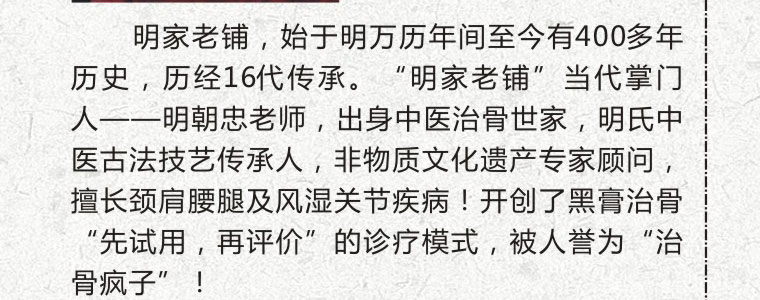 明家老铺，始于明万历年间至今有400多年
历史，历经16代传承。“明家老铺”当代掌门
人——明朝忠老师，出身中医治骨世家，明氏中
医古法技艺传承人，非物质文化遗产专家顾问，
擅长颈肩腰腿及风湿关节疾病！开创了黑膏治骨
“先试用，再评价”的诊疗模式，被人誉为“治
骨疯子”！